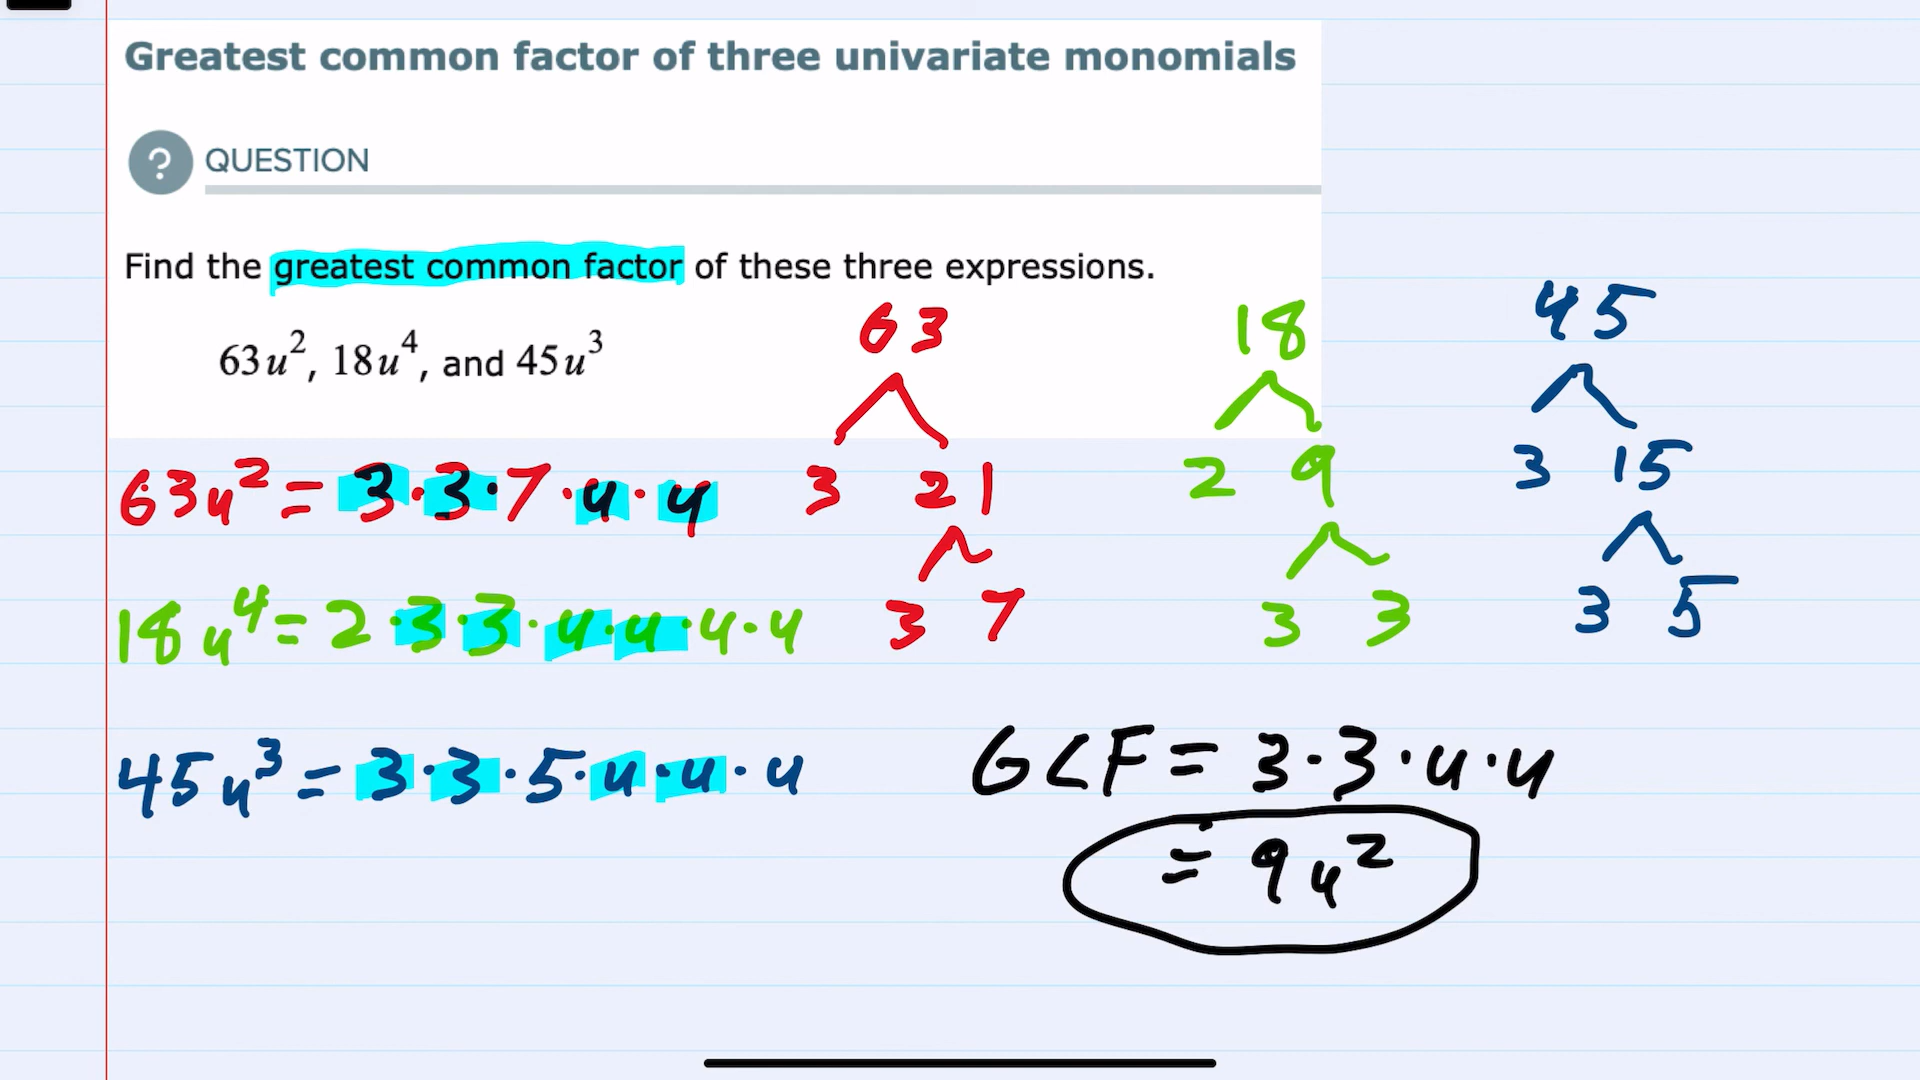 Greatest common factor of three univariate monomials
? QUESTION
Find the greatest common factor of these three expressions.
63u², 18u⁴, and 45u³
63
3 21
3 7
18
2 9
3 3
45
3 15
3 5
63u² = 3·3·7·u·u
18u⁴ = 2·3·3·u·u·u·u
45u³ = 3·3·5·u·u·u
GCF = 3·3·u·u
= 9u²